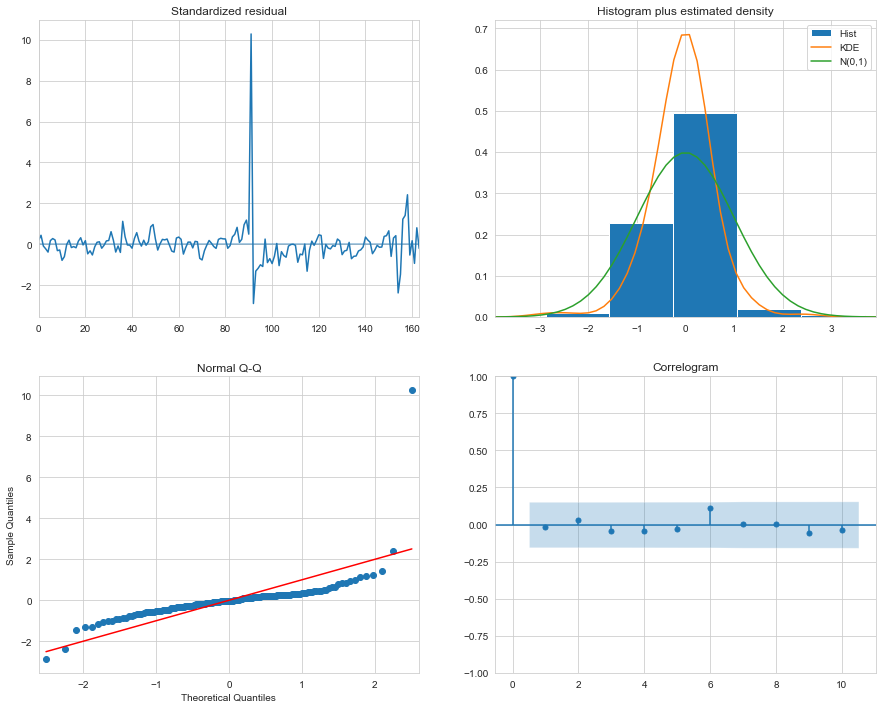 Standardized residual
10
8
6
4
2
0
−2
0 20 40 60 80 100 120 140 160
Histogram plus estimated density
Hist
KDE
N(0,1)
0.7
0.6
0.5
0.4
0.3
0.2
0.1
0.0
−3 −2 −1 0 1 2 3
Normal Q-Q
Sample Quantiles
10
8
6
4
2
0
−2
−2 −1 0 1 2
Theoretical Quantiles
Correlogram
1.00
0.75
0.50
0.25
0.00
−0.25
−0.50
−0.75
−1.00
0 2 4 6 8 10